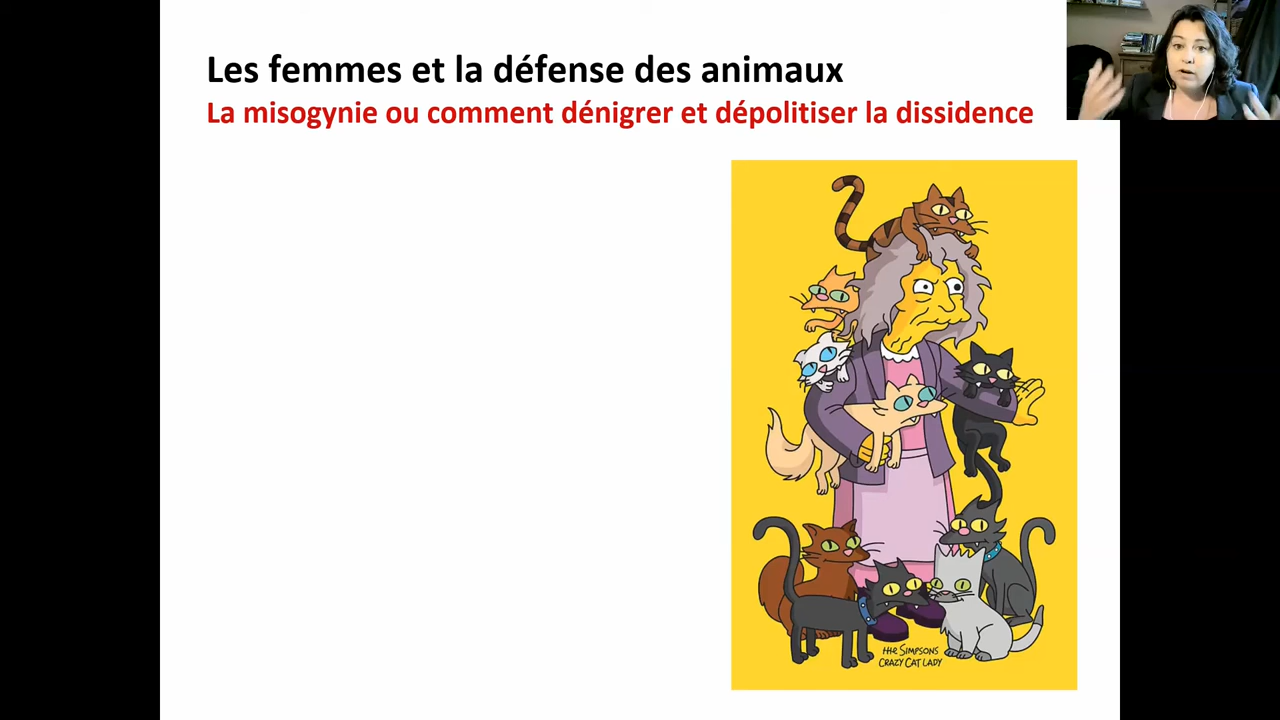 Les femmes et la défense des animaux
La misogynie ou comment dénigrer et dépolitiser la dissidence
THE SIMPSONS
CRAZY CAT LADY